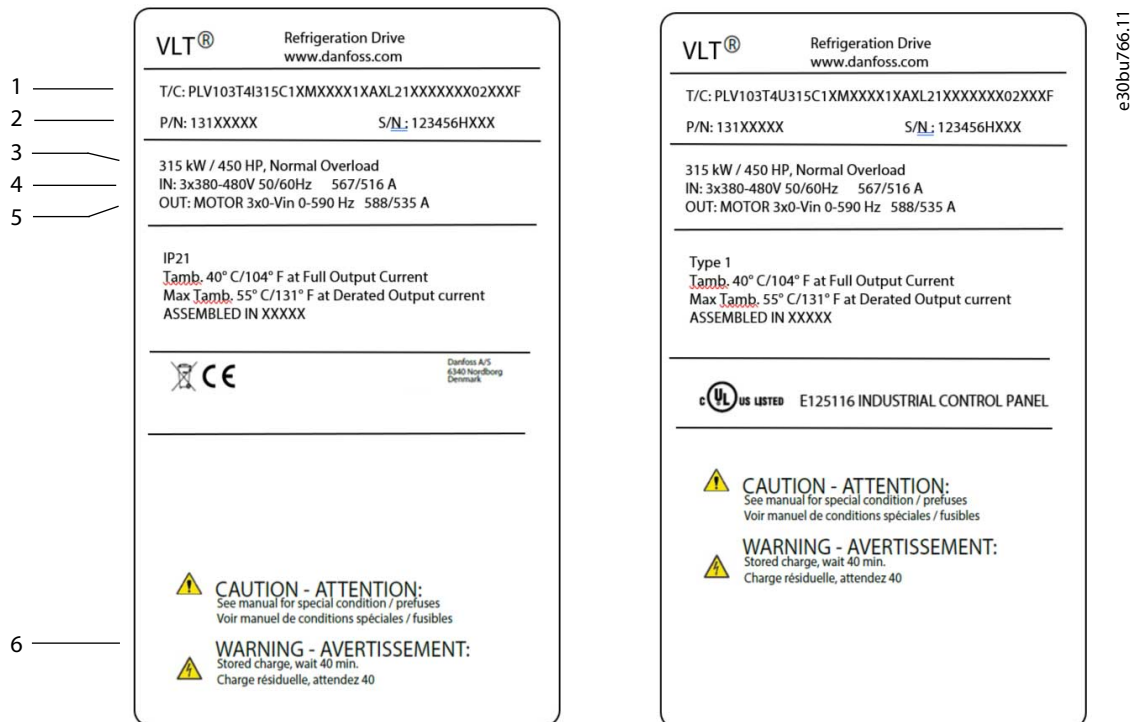 VLT® Refrigeration Drive
www.danfoss.com
1
T/C: PLV103T4I315C1XMXXXX1XAXL21XXXXXXX02XXXF
2
P/N: 131XXXXX S/N.: 123456HXXX
3
315 kW / 450 HP, Normal Overload
4
IN: 3x380-480V 50/60Hz 567/516 A
5
OUT: MOTOR 3x0-Vin 0-590 Hz 588/535 A
IP21
Tamb. 40° C/104° F at Full Output Current
Max Tamb. 55° C/131° F at Derated Output current
ASSEMBLED IN XXXXX
CE
Danfoss A/S
6340 Nordborg
Denmark
CAUTION - ATTENTION:
See manual for special condition / prefuses
Voir manuel de conditions spéciales / fusibles
6
WARNING - AVERTISSEMENT:
Stored charge, wait 40 min.
Charge résiduelle, attendez 40
VLT® Refrigeration Drive
www.danfoss.com
T/C: PLV103T4U315C1XMXXXX1XAXL21XXXXXXX02XXXF
P/N: 131XXXXX S/N.: 123456HXXX
315 kW / 450 HP, Normal Overload
IN: 3x380-480V 50/60Hz 567/516 A
OUT: MOTOR 3x0-Vin 0-590 Hz 588/535 A
Type 1
Tamb. 40° C/104° F at Full Output Current
Max Tamb. 55° C/131° F at Derated Output current
ASSEMBLED IN XXXXX
C UL US LISTED E125116 INDUSTRIAL CONTROL PANEL
CAUTION - ATTENTION:
See manual for special condition / prefuses
Voir manuel de conditions spéciales / fusibles
WARNING - AVERTISSEMENT:
Stored charge, wait 40 min.
Charge résiduelle, attendez 40
e30bu766.11